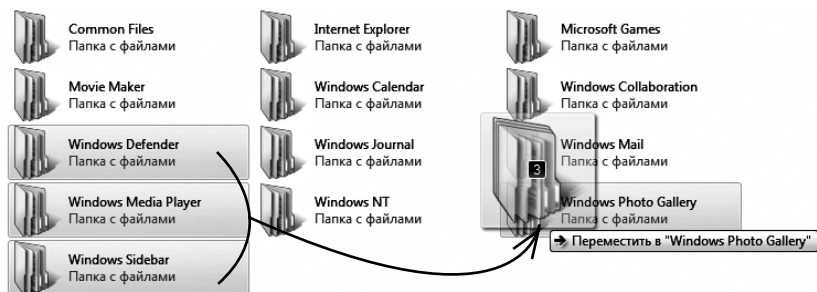 Common Files
Папка с файлами
Internet Explorer
Папка с файлами
Microsoft Games
Папка с файлами
Movie Maker
Папка с файлами
Windows Calendar
Папка с файлами
Windows Collaboration
Папка с файлами
Windows Defender
Папка с файлами
Windows Journal
Папка с файлами
Windows Mail
Папка с файлами
Windows Media Player
Папка с файлами
Windows NT
Папка с файлами
3
Windows Photo Gallery
Папка с файлами
Переместить в "Windows Photo Gallery"
Windows Sidebar
Папка с файлами